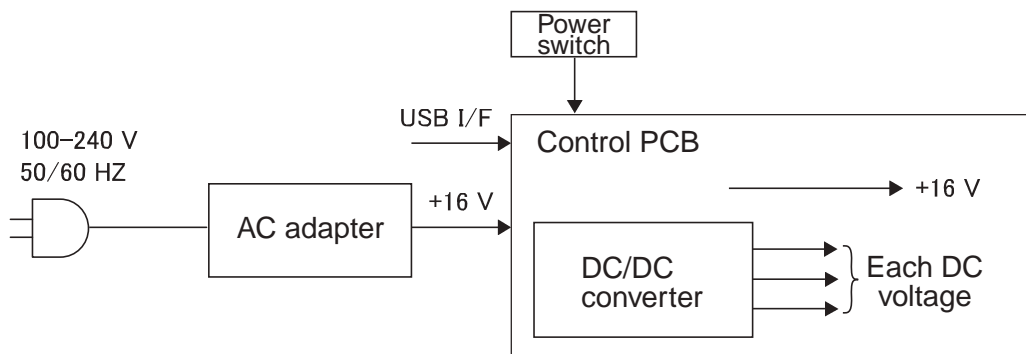 Power
switch
USB I/F
100-240 V
50/60 HZ
Control PCB
+16 V
+16 V
AC adapter
DC/DC
converter
Each DC
voltage